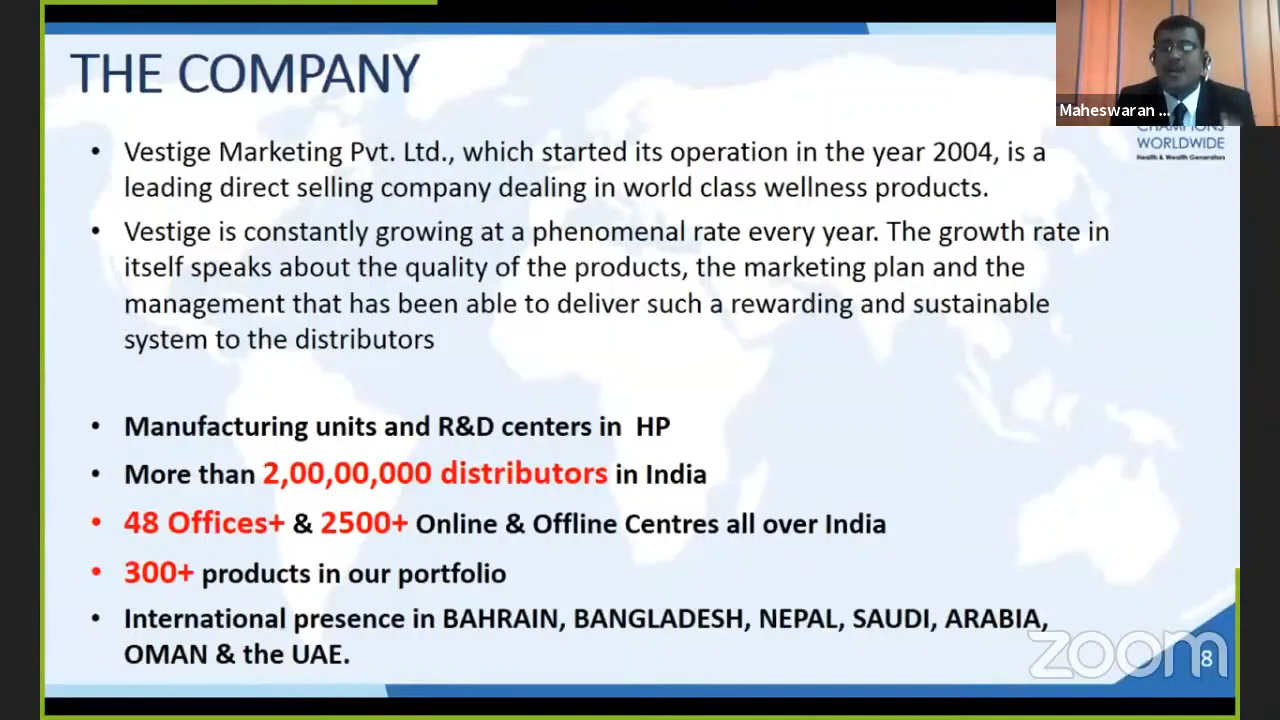 THE COMPANY
Maheswaran ...
CHAMPIONS
WORLDWIDE
Health & Wealth Generators
• Vestige Marketing Pvt. Ltd., which started its operation in the year 2004, is a
leading direct selling company dealing in world class wellness products.
• Vestige is constantly growing at a phenomenal rate every year. The growth rate in
itself speaks about the quality of the products, the marketing plan and the
management that has been able to deliver such a rewarding and sustainable
system to the distributors
• Manufacturing units and R&D centers in HP
• More than 2,00,00,000 distributors in India
• 48 Offices+ & 2500+ Online & Offline Centres all over India
• 300+ products in our portfolio
• International presence in BAHRAIN, BANGLADESH, NEPAL, SAUDI, ARABIA,
OMAN & the UAE.
zoom
8